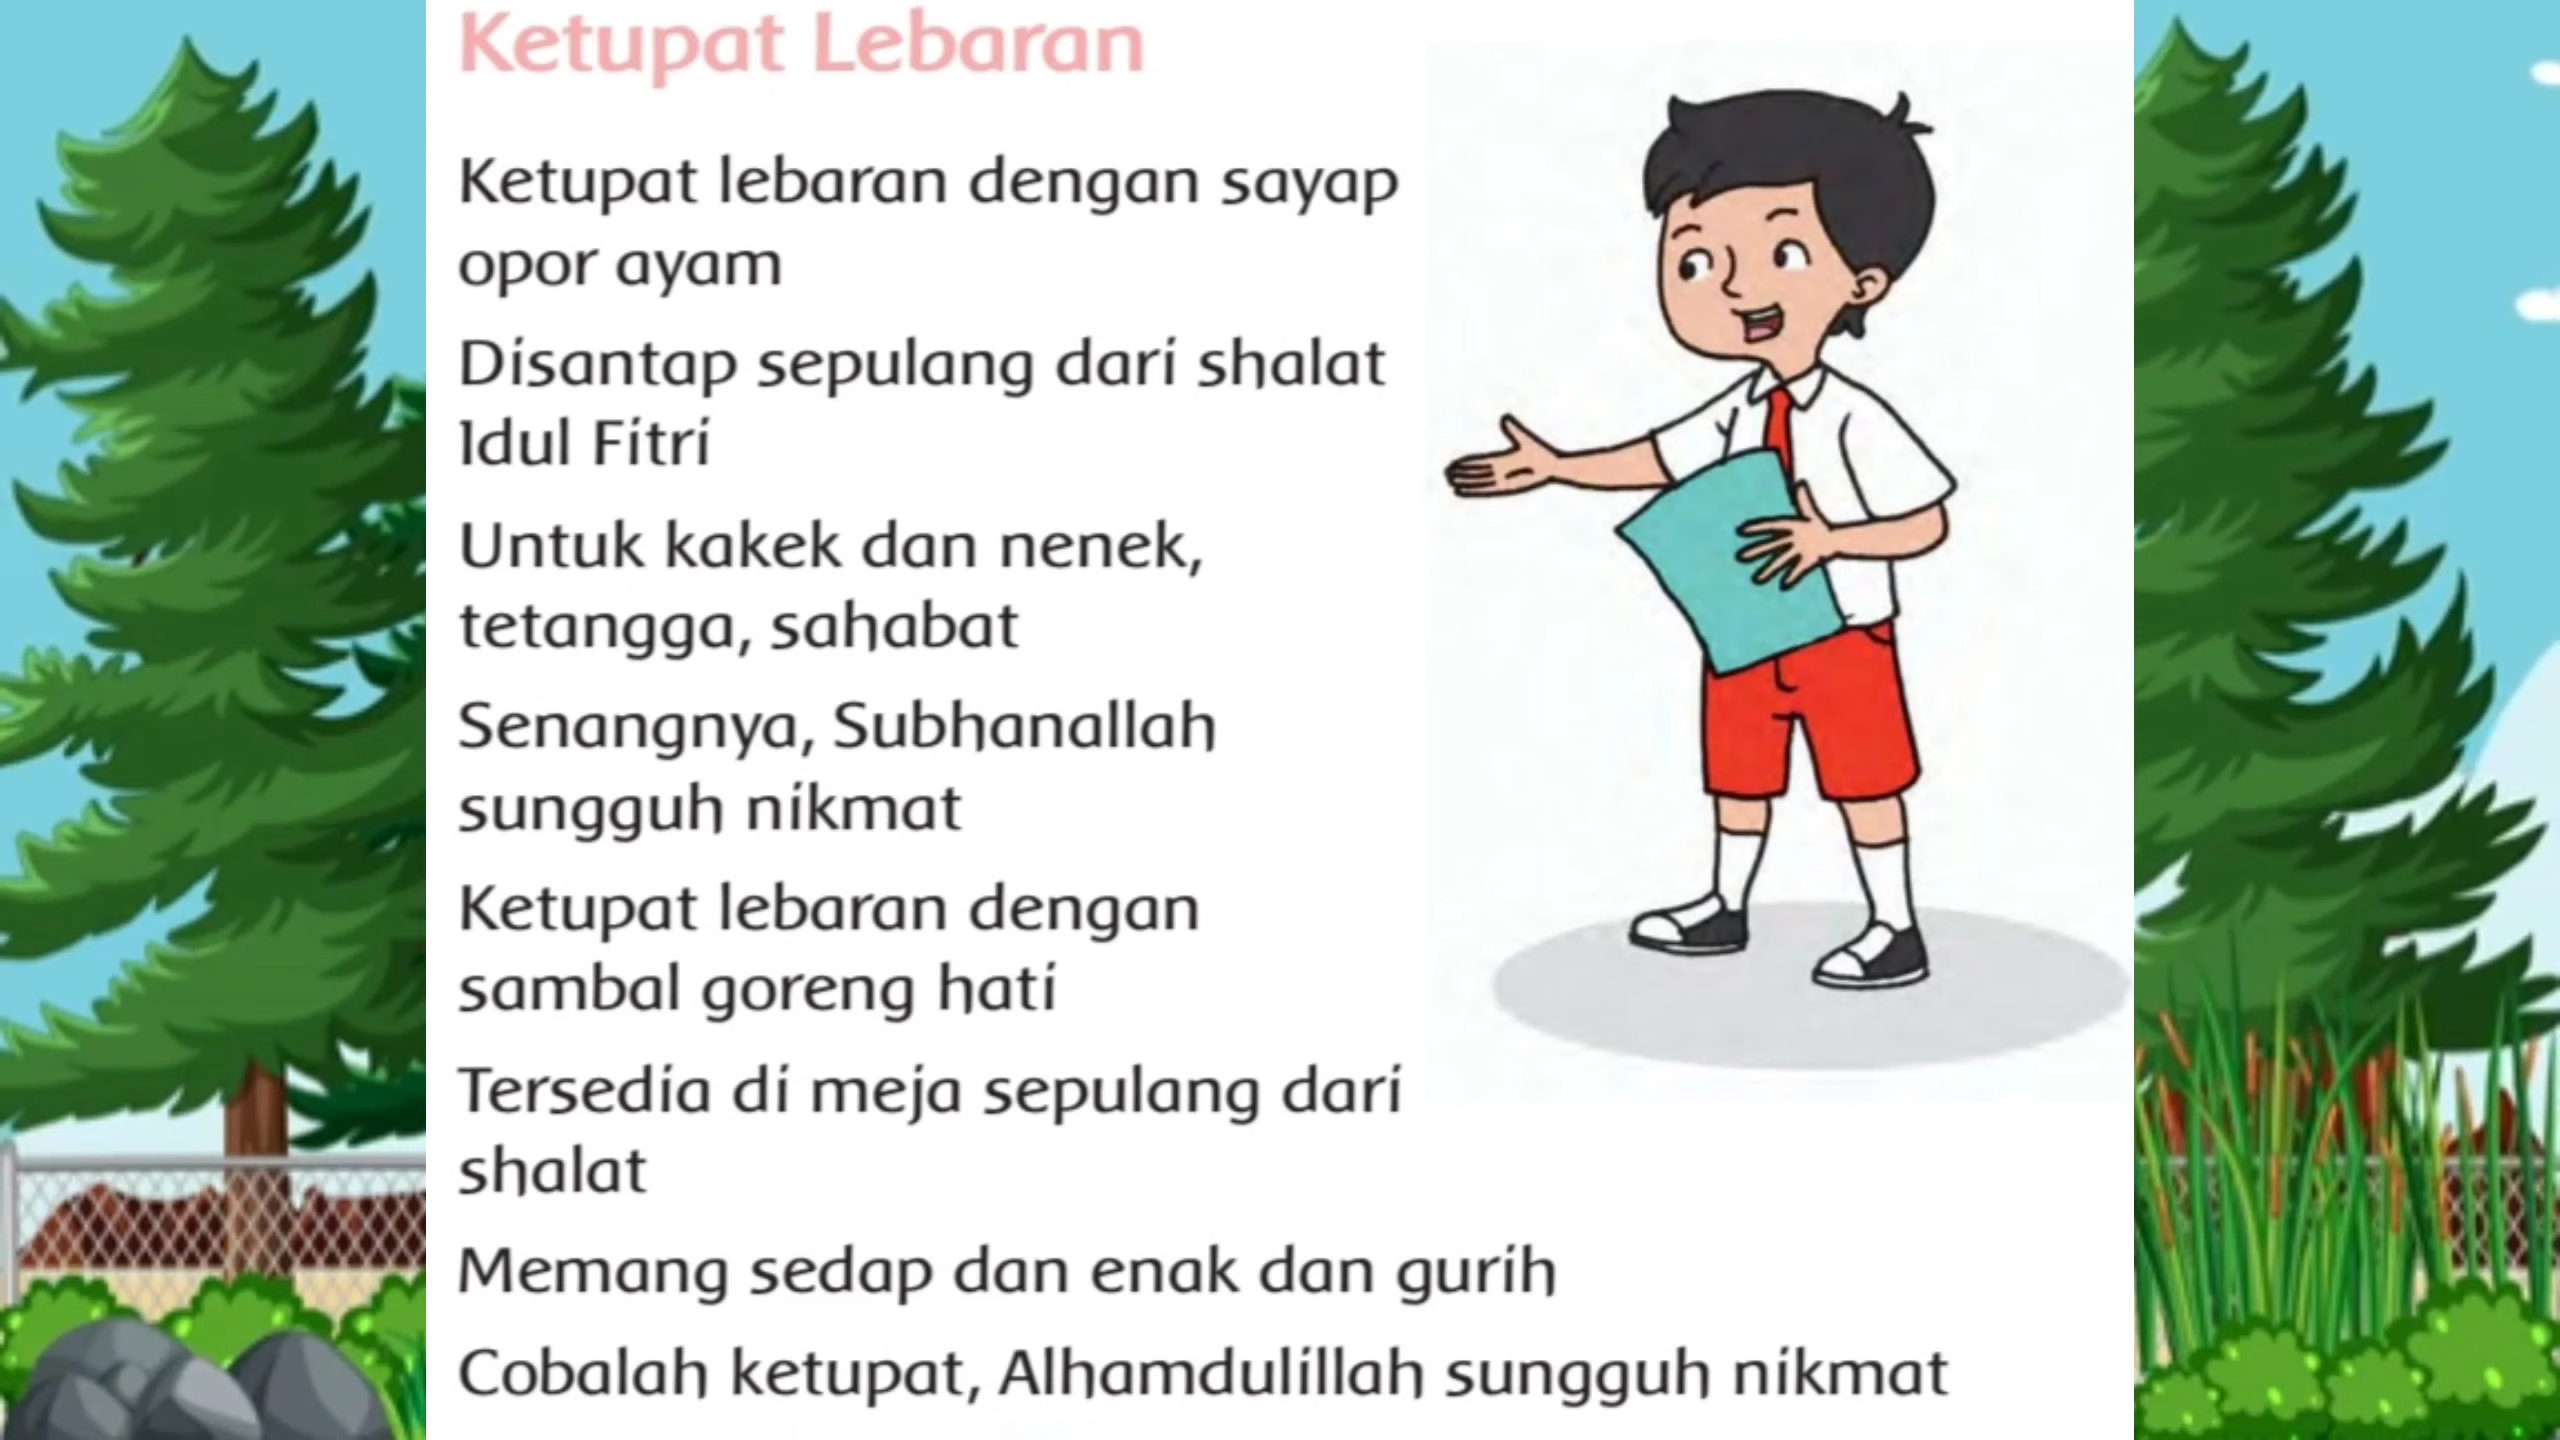 Ketupat Lebaran
Ketupat lebaran dengan sayap
opor ayam
Disantap sepulang dari shalat
Idul Fitri
Untuk kakek dan nenek,
tetangga, sahabat
Senangnya, Subhanallah
sungguh nikmat
Ketupat lebaran dengan
sambal goreng hati
Tersedia di meja sepulang dari
shalat
Memang sedap dan enak dan gurih
Cobalah ketupat, Alhamdulillah sungguh nikmat